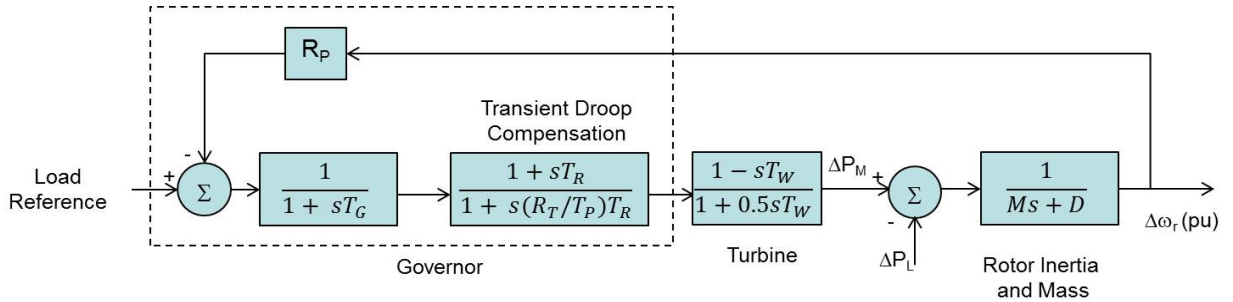 R_P
Transient Droop
Compensation
Load
Reference
+
-
Σ
1
1 + sT_G
1 + sT_R
1 + s(R_T/T_P)T_R
1 − sT_W
1 + 0.5sT_W
ΔP_M
+
-
Σ
ΔP_L
1
Ms + D
Δω_r (pu)
Governor
Turbine
Rotor Inertia
and Mass